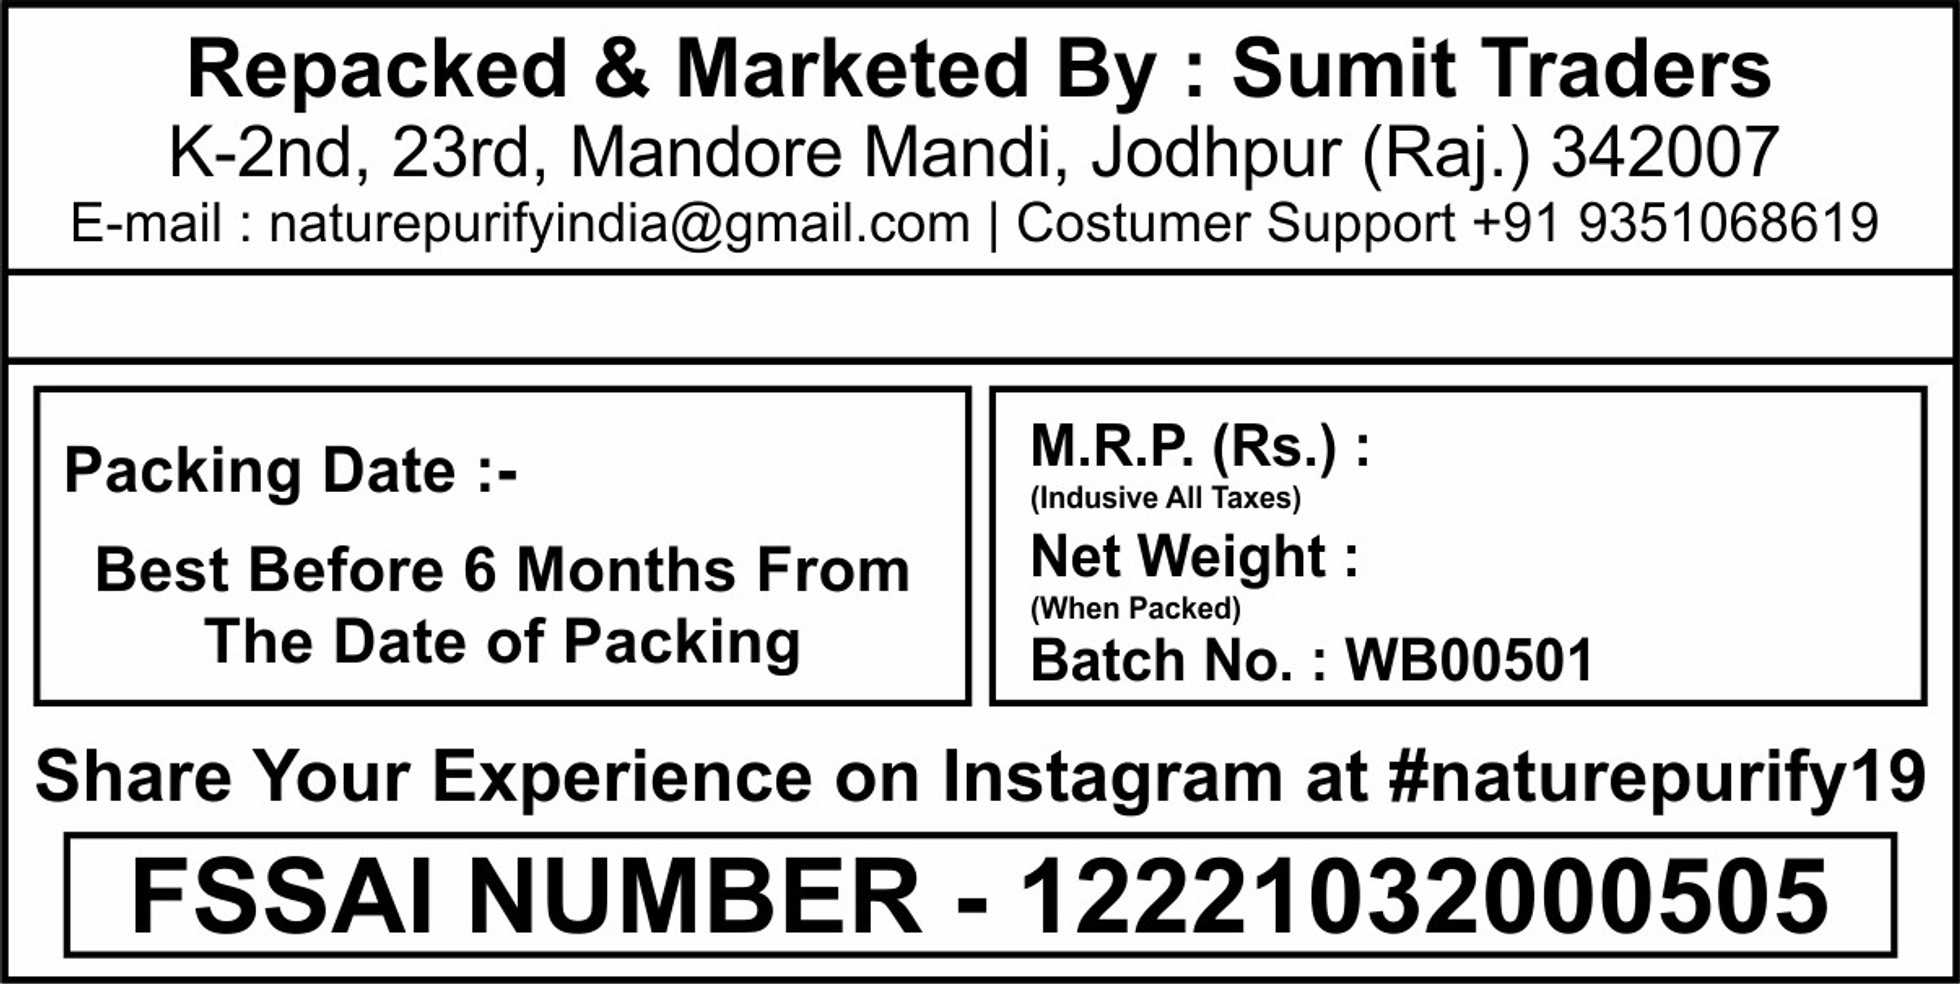 Repacked & Marketed By : Sumit Traders
K-2nd, 23rd, Mandore Mandi, Jodhpur (Raj.) 342007
E-mail : naturepurifyindia@gmail.com | Costumer Support +91 9351068619
Packing Date :-
Best Before 6 Months From
The Date of Packing
M.R.P. (Rs.) :
(Indusive All Taxes)
Net Weight :
(When Packed)
Batch No. : WB00501
Share Your Experience on Instagram at #naturepurify19
FSSAI NUMBER - 12221032000505